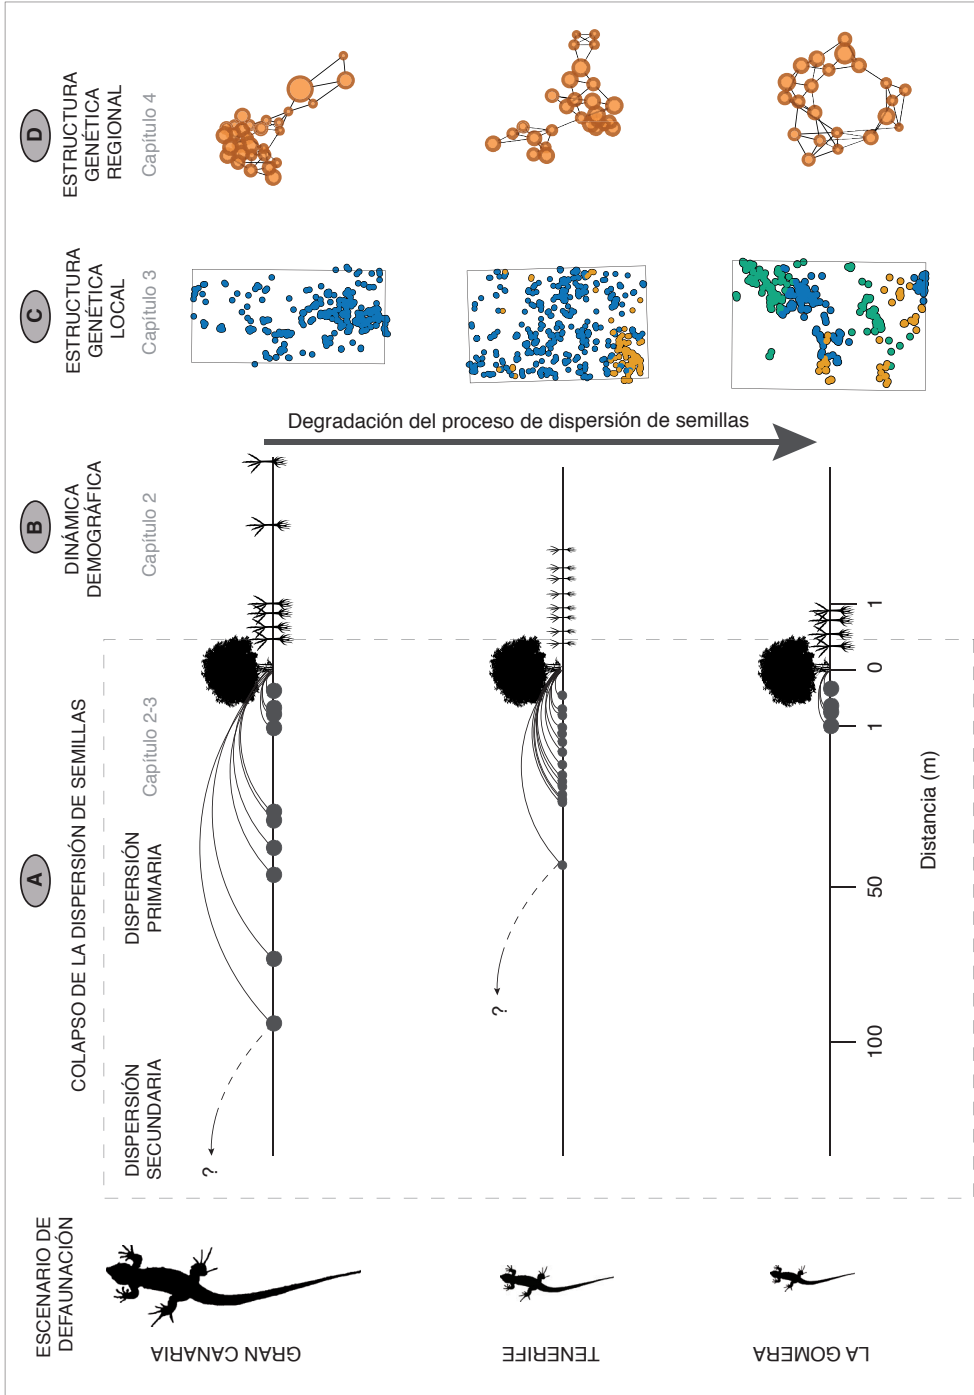 ESCENARIO DE
DEFAUNACIÓN
A
COLAPSO DE LA DISPERSIÓN DE SEMILLAS
DISPERSIÓN
SECUNDARIA
DISPERSIÓN
PRIMARIA
Capítulo 2-3
B
DINÁMICA
DEMOGRÁFICA
Capítulo 2
C
ESTRUCTURA
GENÉTICA
LOCAL
Capítulo 3
D
ESTRUCTURA
GENÉTICA
REGIONAL
Capítulo 4
GRAN CANARIA
?
Degradación del proceso de dispersión de semillas
TENERIFE
?
LA GOMERA
100
50
1
0
1
Distancia (m)